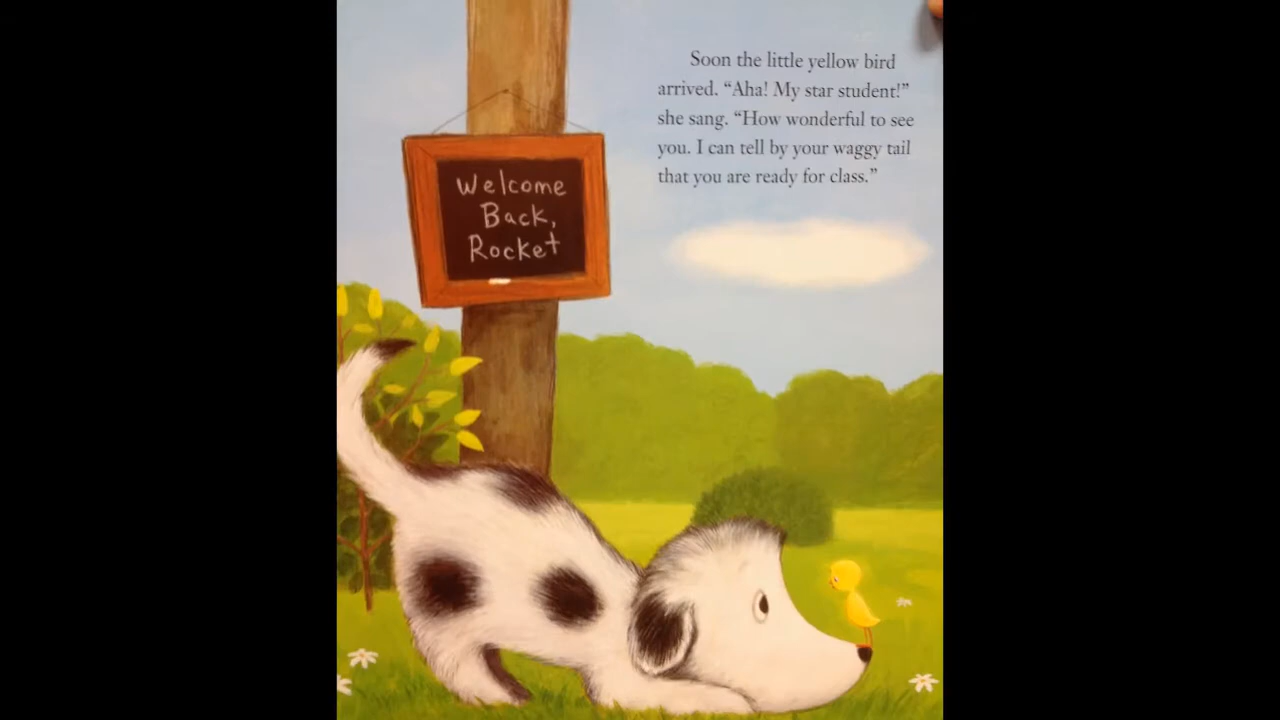 Welcome
Back,
Rocket
Soon the little yellow bird
arrived. “Aha! My star student!”
she sang. “How wonderful to see
you. I can tell by your waggy tail
that you are ready for class.”